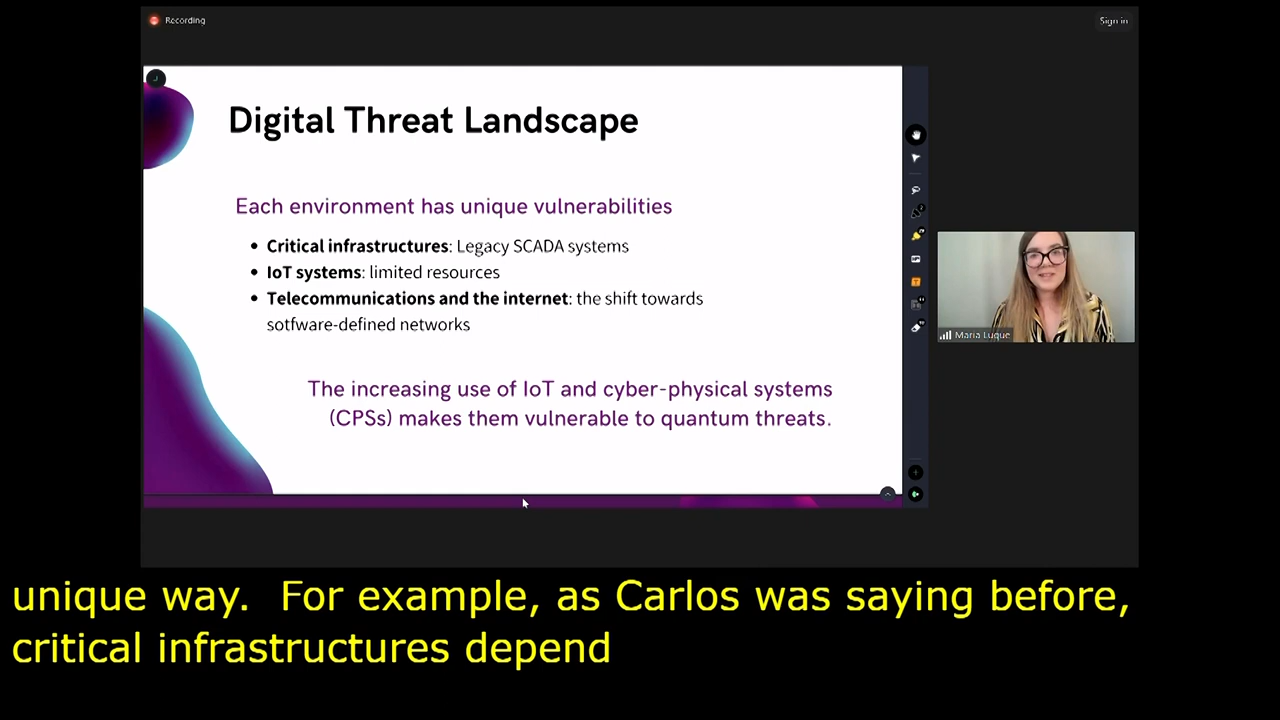 Recording
Sign in
Digital Threat Landscape
Each environment has unique vulnerabilities
• Critical infrastructures: Legacy SCADA systems
• IoT systems: limited resources
• Telecommunications and the internet: the shift towards
sotfware-defined networks
The increasing use of IoT and cyber-physical systems
(CPSs) makes them vulnerable to quantum threats.
Maria Luque
unique way. For example, as Carlos was saying before,
critical infrastructures depend